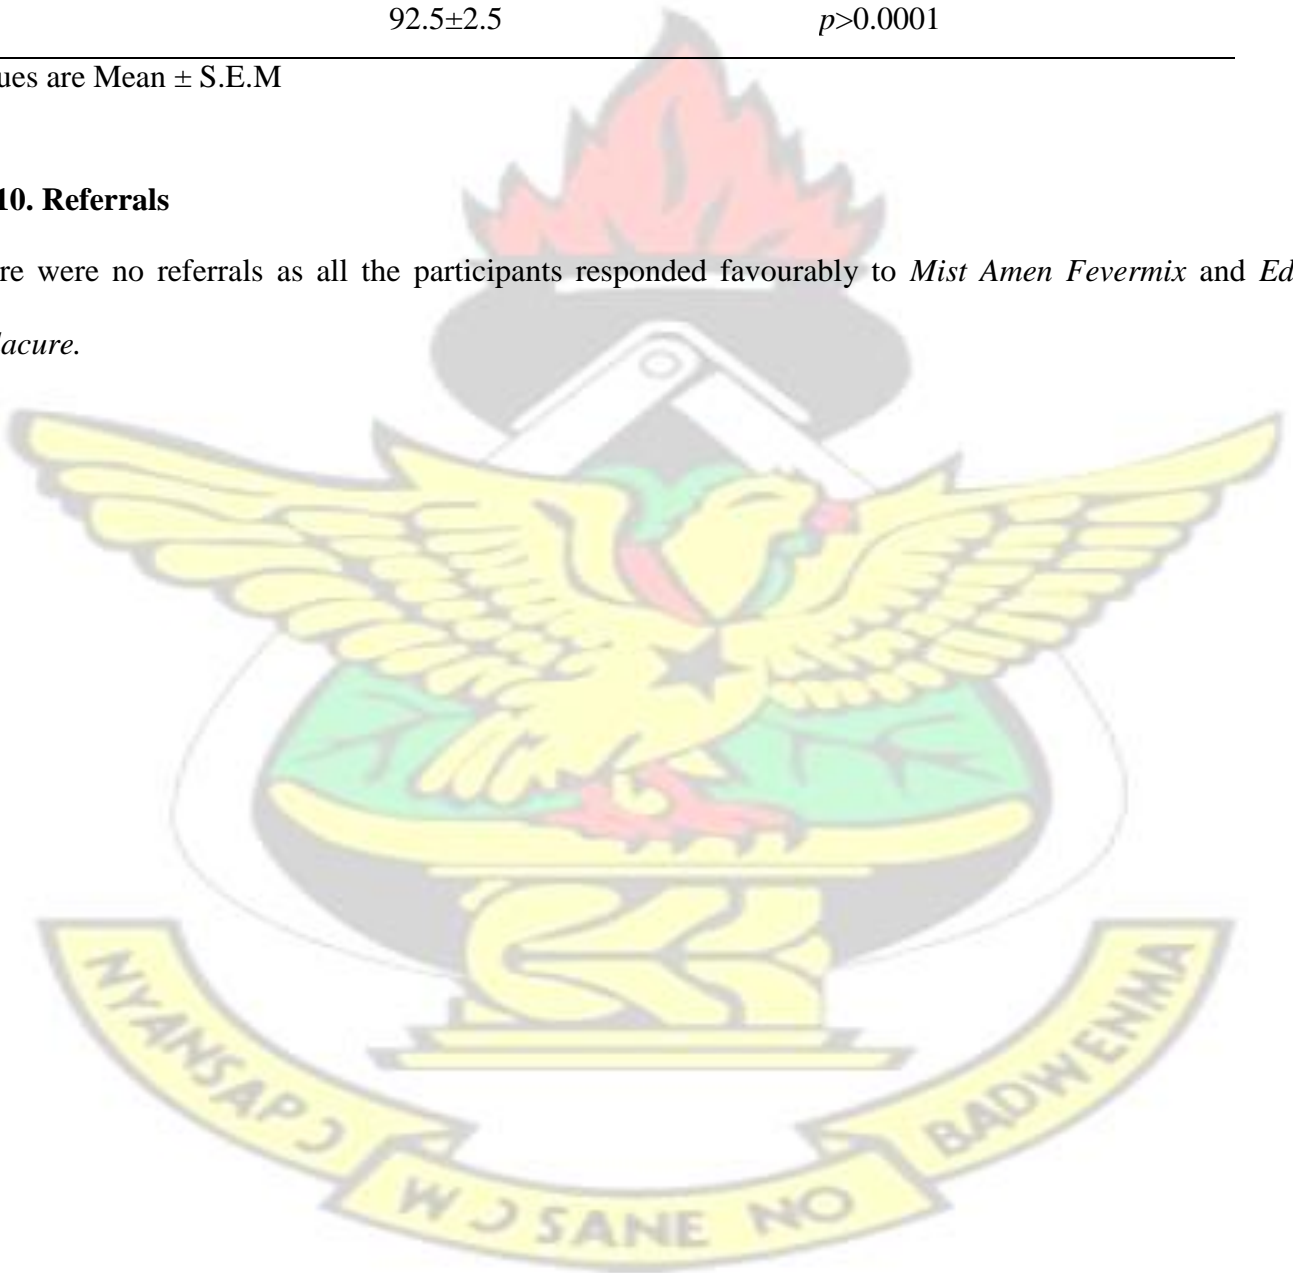 92.5±2.5 p>0.0001
ues are Mean ± S.E.M
10. Referrals
re were no referrals as all the participants responded favourably to Mist Amen Fevermix and Ed
lacure.
NYANSAPƆ
BADWENMA
WƆ SANE NO